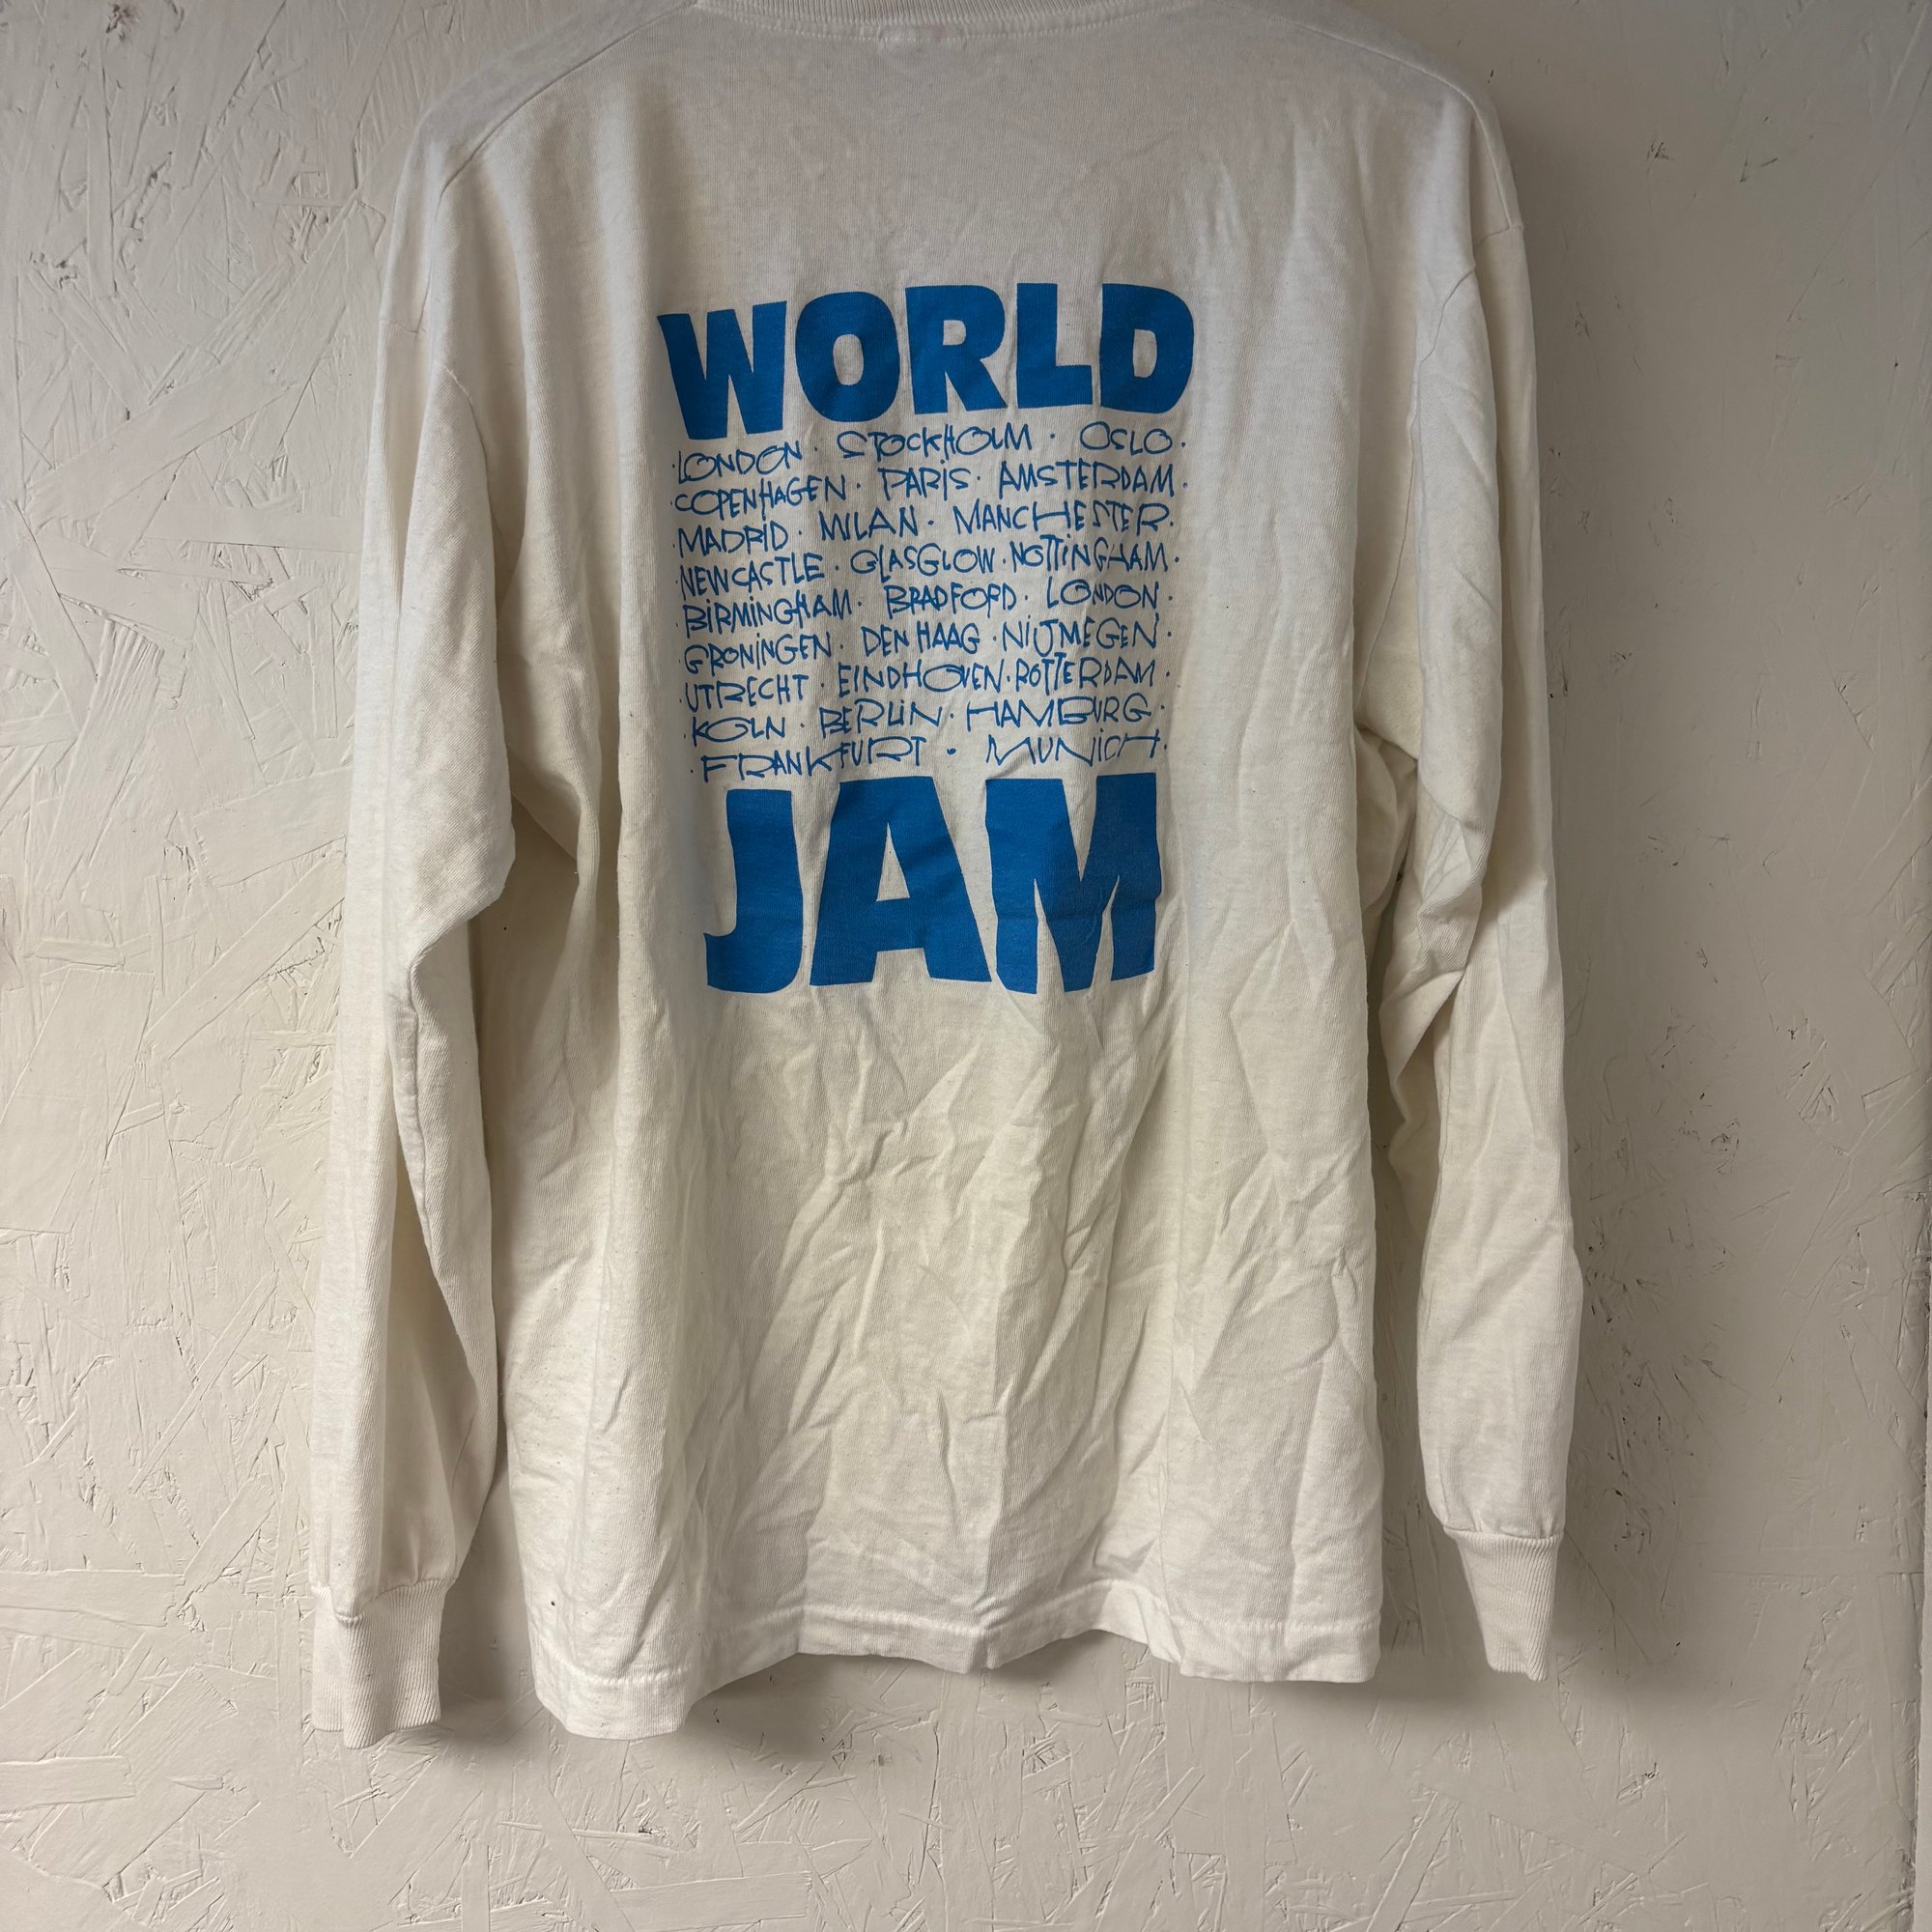 WORLD
·LONDON · STOCKHOLM · OSLO·
·COPENHAGEN· PARiS· AMSTERDAM·
·MADRiD· MILAN· MANCHESTER·
·NEWCASTLE· GLASGLOW·NOTTiNGHAM·
·BiRMiNGHAM· BRADFORD· LONDON·
·GRONiNGEN· DEN HAAG·NiJMEGEN·
·UTRECHT· EINDHOVEN·ROTTERDAM·
·KOLN· BERLiN·HAMBURG·
·FRANKFURT · MUNiCH·
JAM